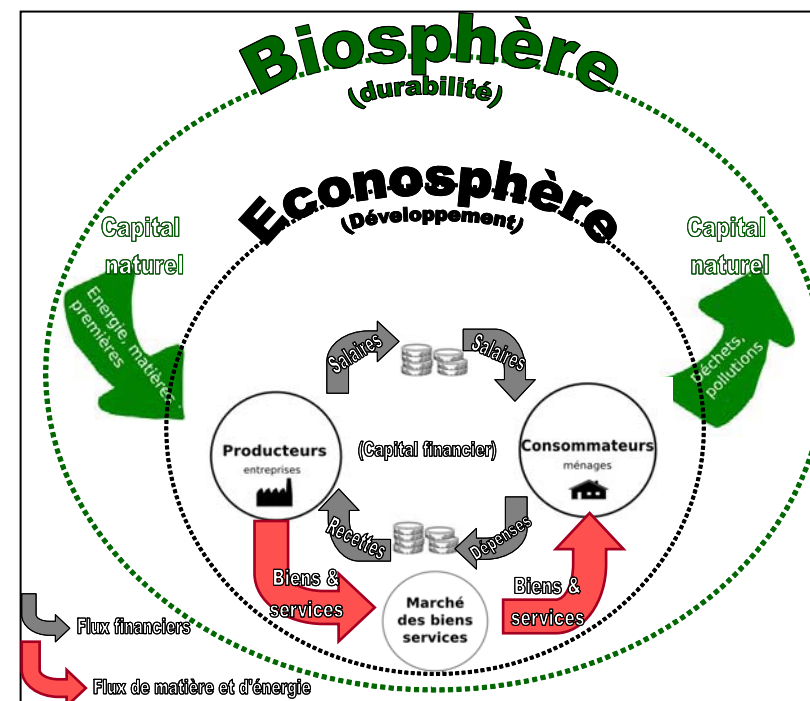 Biosphère
(durabilité)
Econosphère
(Développement)
Capital
naturel
Capital
naturel
Energie, matières
premières
Déchets,
pollutions
Salaires
Salaires
Producteurs
entreprises
(Capital financier)
Consommateurs
ménages
Recettes
Dépenses
Biens &
services
Marché
des biens
services
Biens &
services
Flux financiers
Flux de matière et d'énergie